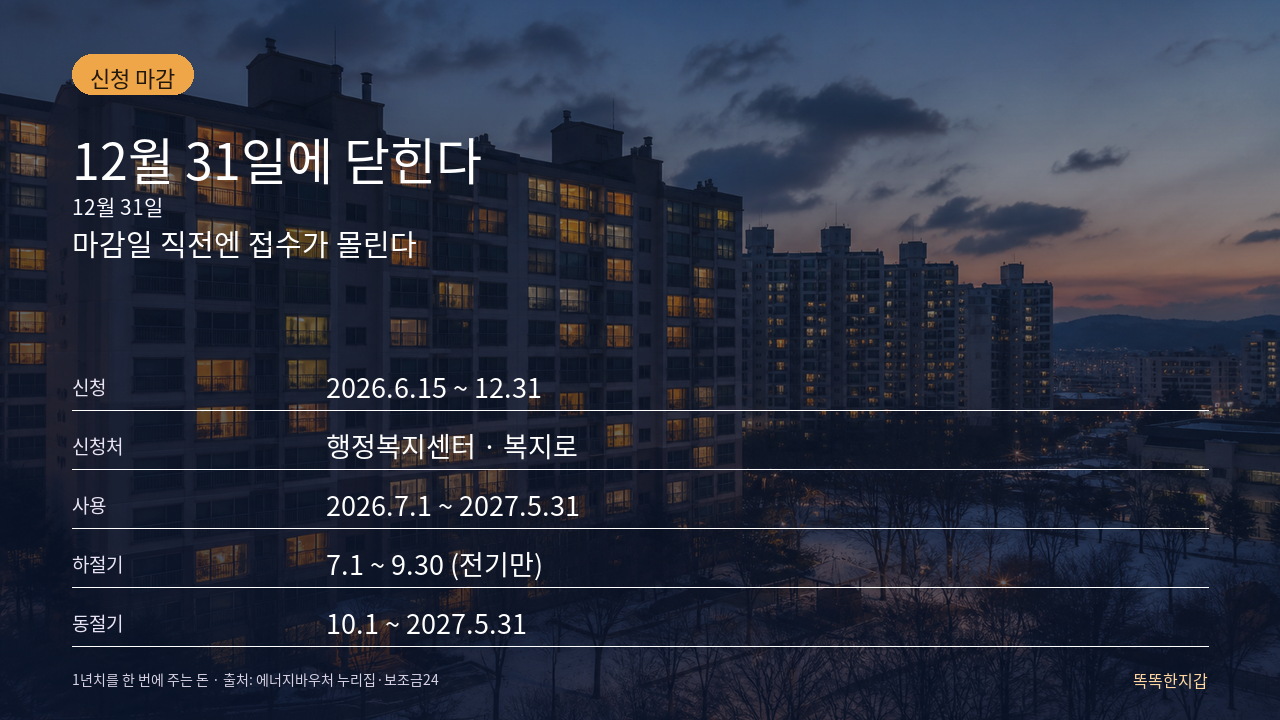 신청 마감
12월 31일에 닫힌다
12월 31일
마감일 직전엔 접수가 몰린다
신청 2026.6.15 ~ 12.31
신청처 행정복지센터 · 복지로
사용 2026.7.1 ~ 2027.5.31
하절기 7.1 ~ 9.30 (전기만)
동절기 10.1 ~ 2027.5.31
1년치를 한 번에 주는 돈 · 출처: 에너지바우처 누리집·보조금24
똑똑한지갑